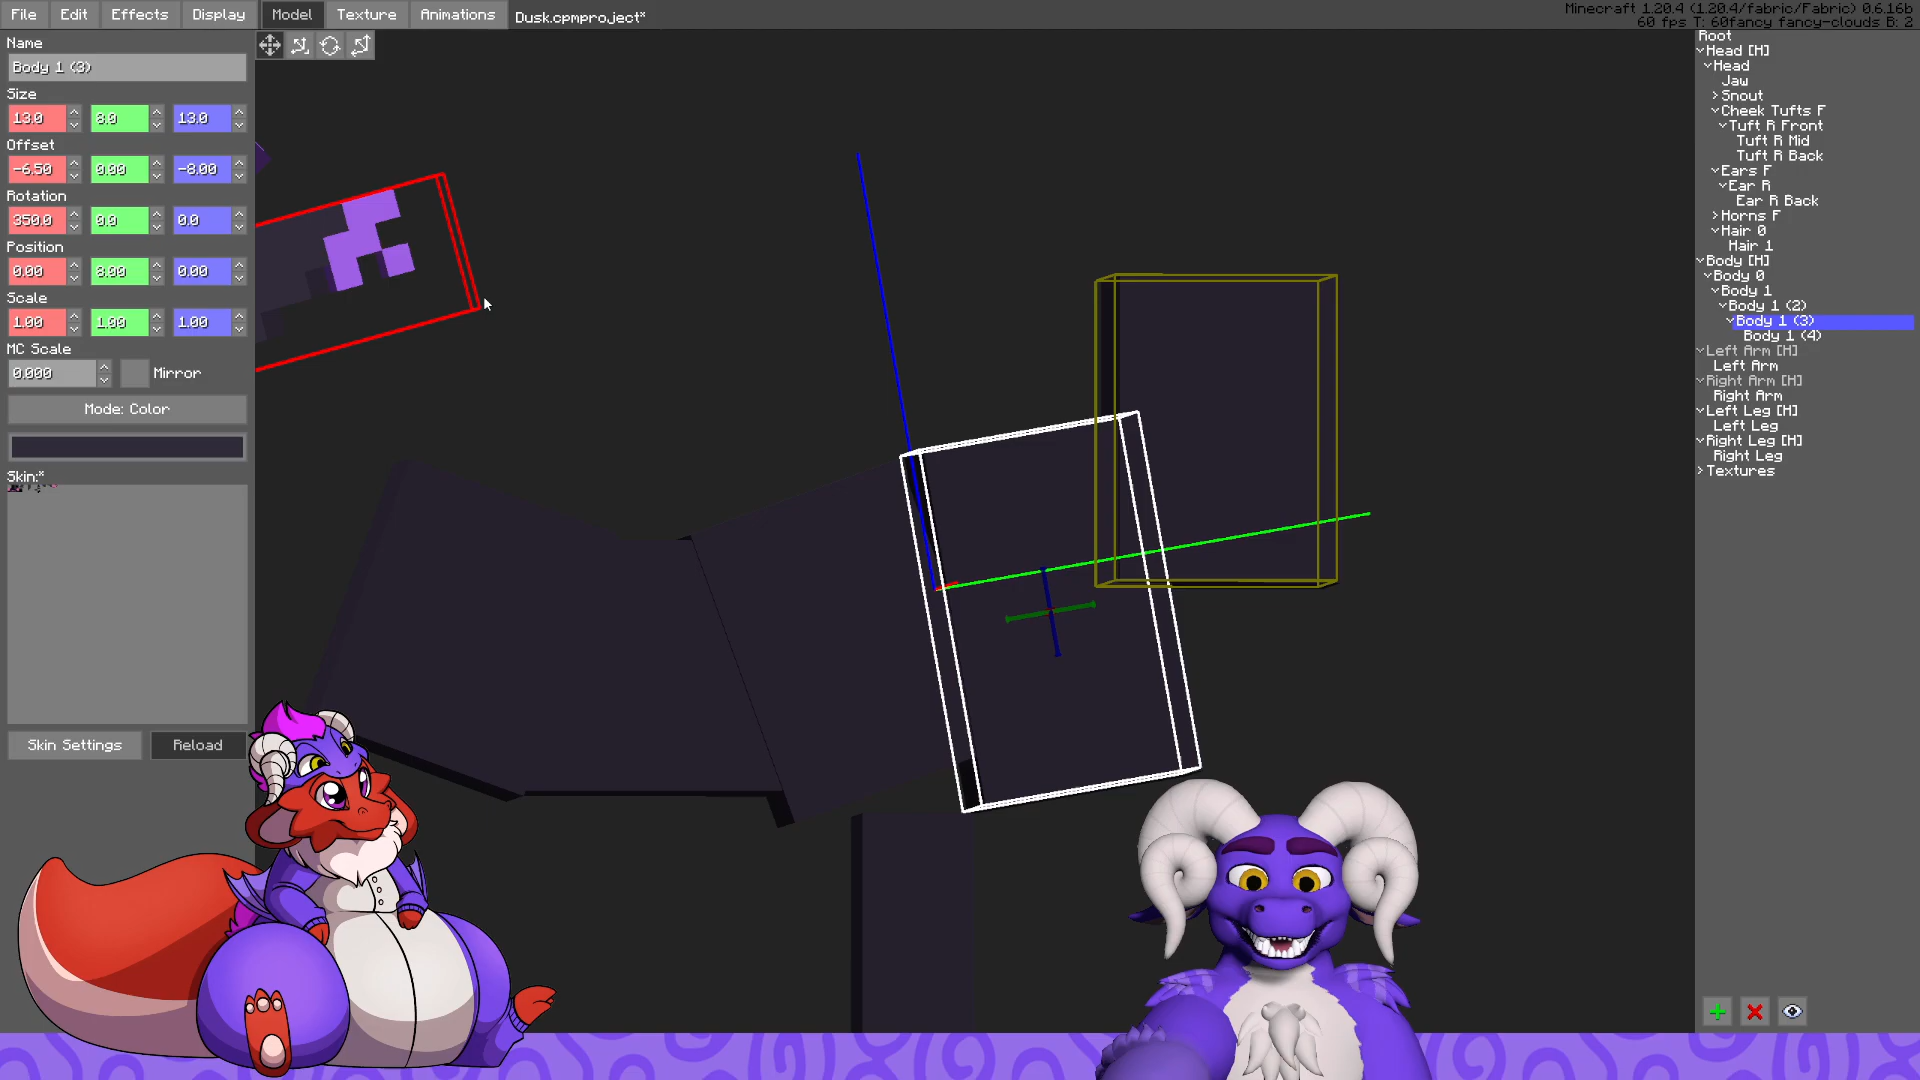 File Edit Effects Display Model Texture Animations Dusk.cpmproject*
Minecraft 1.20.4 (1.20.4/fabric/Fabric) 0.6.16b
60 fps T: 60fancy fancy-clouds B: 2
Name
Body 1 (3)
Size
13.0 8.0 13.0
Offset
-6.50 0.00 -8.00
Rotation
350.0 0.0 0.0
Position
0.00 8.00 0.00
Scale
1.00 1.00 1.00
MC Scale
0.000 Mirror
Mode: Color
Skin:*
Skin Settings Reload
Root
Head [H]
Head
Jaw
Snout
Cheek Tufts F
Tuft R Front
Tuft R Mid
Tuft R Back
Ears F
Ear R
Ear R Back
Horns F
Hair 0
Hair 1
Body [H]
Body 0
Body 1
Body 1 (2)
Body 1 (3)
Body 1 (4)
Left Arm [H]
Left Arm
Right Arm [H]
Right Arm
Left Leg [H]
Left Leg
Right Leg [H]
Right Leg
Textures